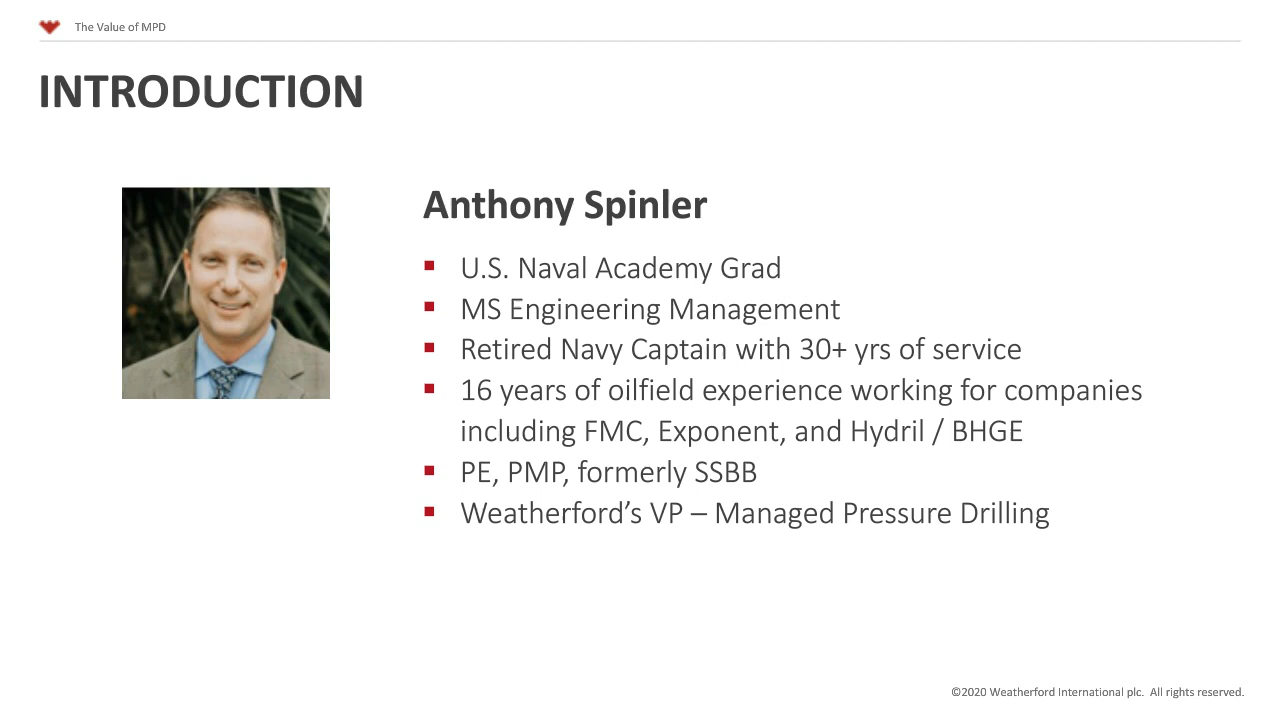 The Value of MPD
INTRODUCTION
Anthony Spinler
▪ U.S. Naval Academy Grad
▪ MS Engineering Management
▪ Retired Navy Captain with 30+ yrs of service
▪ 16 years of oilfield experience working for companies
including FMC, Exponent, and Hydril / BHGE
▪ PE, PMP, formerly SSBB
▪ Weatherford’s VP – Managed Pressure Drilling
©2020 Weatherford International plc. All rights reserved.